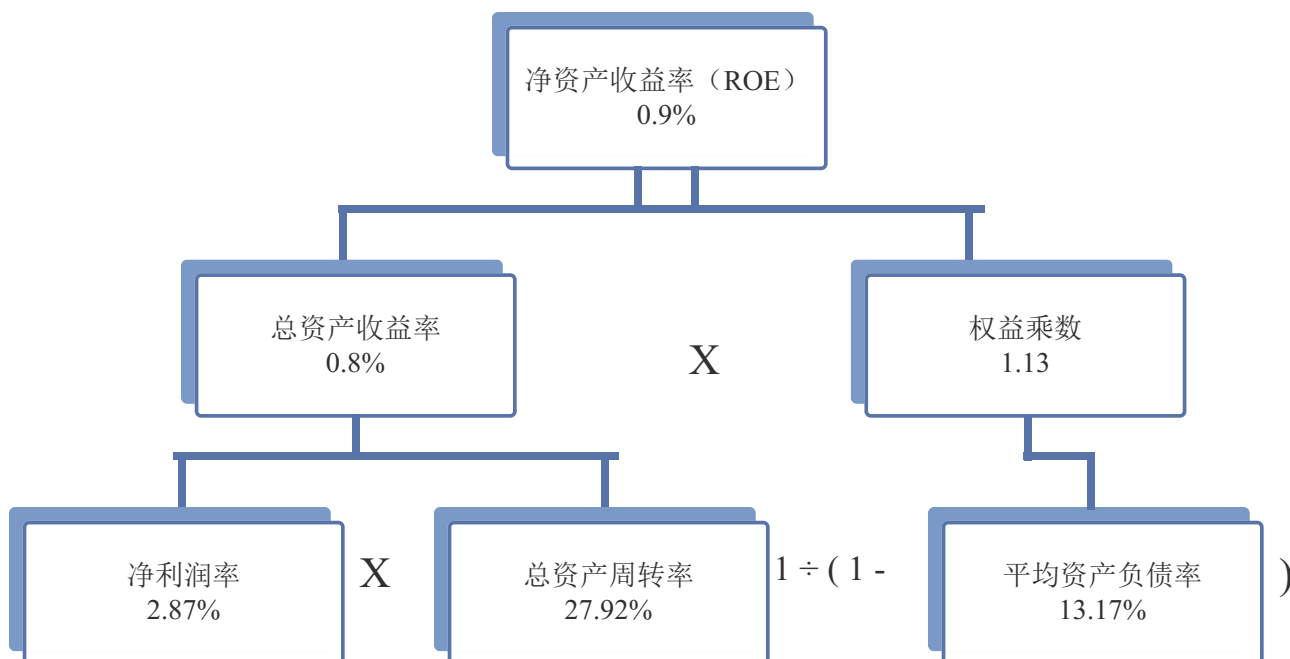 净资产收益率（ROE）
0.9%
总资产收益率
0.8%
X
权益乘数
1.13
净利润率
2.87%
X
总资产周转率
27.92%
1 ÷ ( 1 -
平均资产负债率
13.17%
)